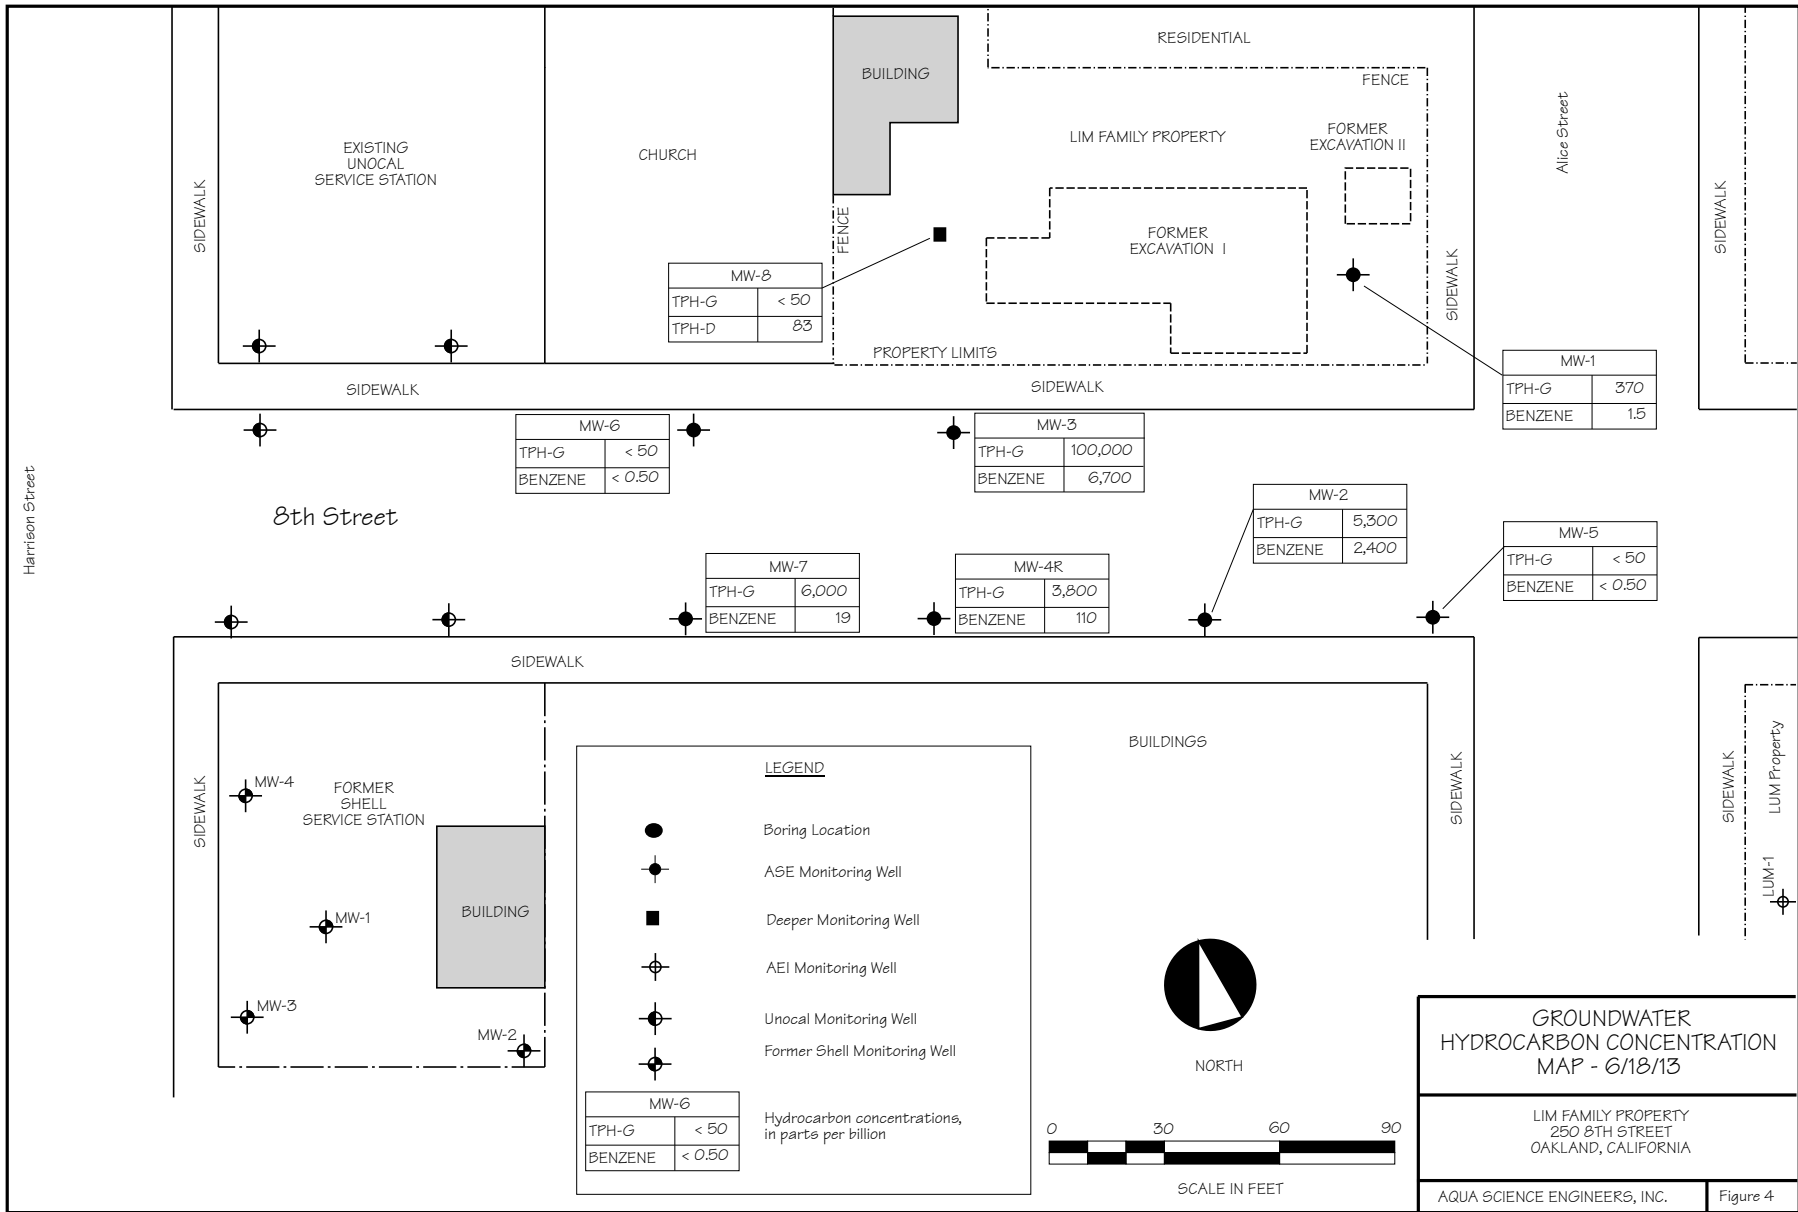 RESIDENTIAL
BUILDING
FENCE
LIM FAMILY PROPERTY
FORMER
EXCAVATION II
Alice Street
EXISTING
UNOCAL
SERVICE STATION
CHURCH
SIDEWALK
FENCE
FORMER
EXCAVATION I
SIDEWALK
SIDEWALK
MW-8
TPH-G < 50
TPH-D 83
PROPERTY LIMITS
SIDEWALK
SIDEWALK
MW-1
TPH-G 370
BENZENE 1.5
MW-6
TPH-G < 50
BENZENE < 0.50
MW-3
TPH-G 100,000
BENZENE 6,700
Harrison Street
8th Street
MW-2
TPH-G 5,300
BENZENE 2,400
MW-5
TPH-G < 50
BENZENE < 0.50
MW-7
TPH-G 6,000
BENZENE 19
MW-4R
TPH-G 3,800
BENZENE 110
SIDEWALK
BUILDINGS
SIDEWALK
MW-4
FORMER
SHELL
SERVICE STATION
BUILDING
MW-1
MW-3
MW-2
LEGEND
Boring Location
ASE Monitoring Well
Deeper Monitoring Well
AEI Monitoring Well
Unocal Monitoring Well
Former Shell Monitoring Well
MW-6
TPH-G < 50
BENZENE < 0.50
Hydrocarbon concentrations,
in parts per billion
SIDEWALK
SIDEWALK
LUM Property
LUM-1
NORTH
0 30 60 90
SCALE IN FEET
GROUNDWATER
HYDROCARBON CONCENTRATION
MAP - 6/18/13
LIM FAMILY PROPERTY
250 8TH STREET
OAKLAND, CALIFORNIA
AQUA SCIENCE ENGINEERS, INC.
Figure 4